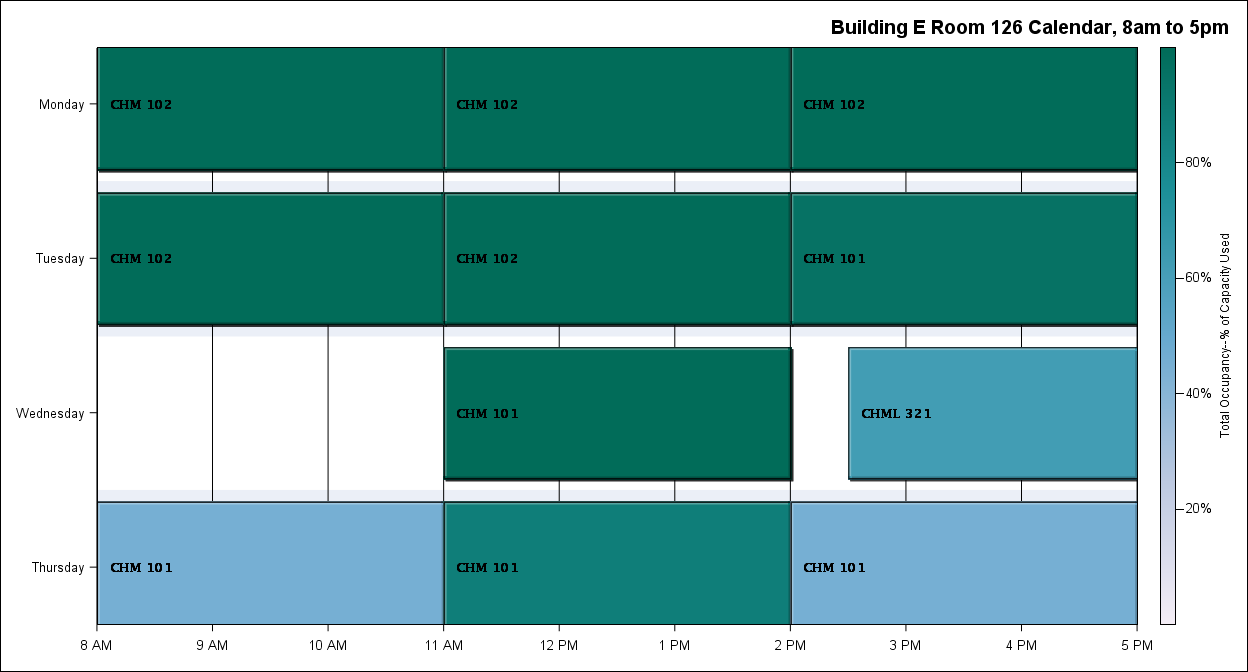 Building E Room 126 Calendar, 8am to 5pm
Monday
CHM 102
CHM 102
CHM 102
Tuesday
CHM 102
CHM 102
CHM 101
Wednesday
CHM 101
CHML 321
Thursday
CHM 101
CHM 101
CHM 101
8 AM
9 AM
10 AM
11 AM
12 PM
1 PM
2 PM
3 PM
4 PM
5 PM
80%
60%
40%
20%
Total Occupancy--% of Capacity Used